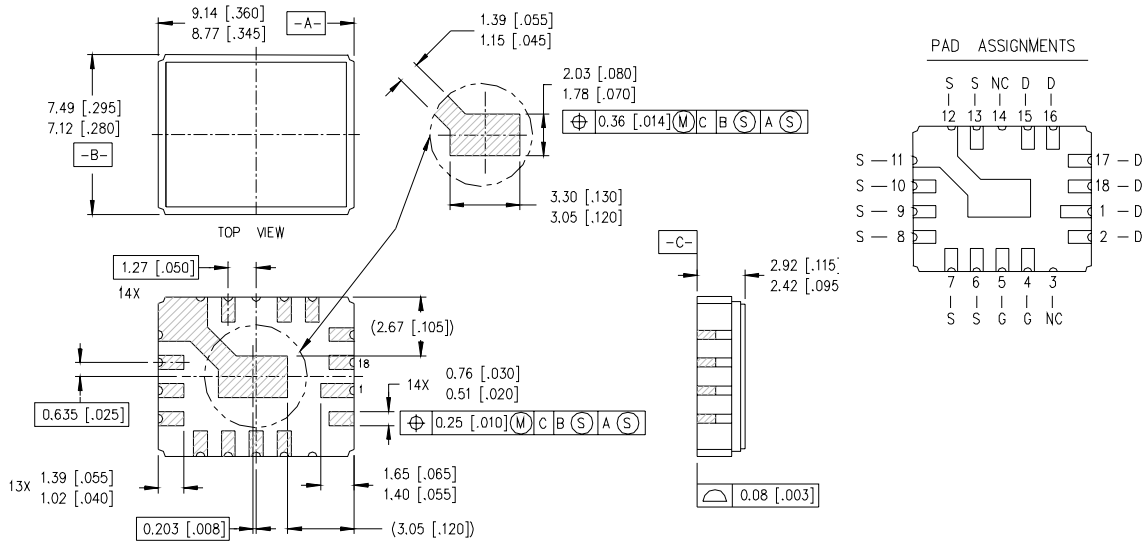 9.14 [.360]
8.77 [.345]
-A-
7.49 [.295]
7.12 [.280]
-B-
TOP VIEW
1.39 [.055]
1.15 [.045]
2.03 [.080]
1.78 [.070]
⌖ 0.36 [.014] Ⓜ C B Ⓢ A Ⓢ
3.30 [.130]
3.05 [.120]
PAD ASSIGNMENTS
S S NC D D
12 13 14 15 16
S — 11
S — 10
S — 9
S — 8
17 — D
18 — D
1 — D
2 — D
7 6 5 4 3
S S G G NC
1.27 [.050]
14X
(2.67 [.105])
18
1
0.635 [.025]
14X
0.76 [.030]
0.51 [.020]
⌖ 0.25 [.010] Ⓜ C B Ⓢ A Ⓢ
13X
1.39 [.055]
1.02 [.040]
1.65 [.065]
1.40 [.055]
0.203 [.008]
(3.05 [.120])
-C-
2.92 [.115
2.42 [.095
⌓ 0.08 [.003]